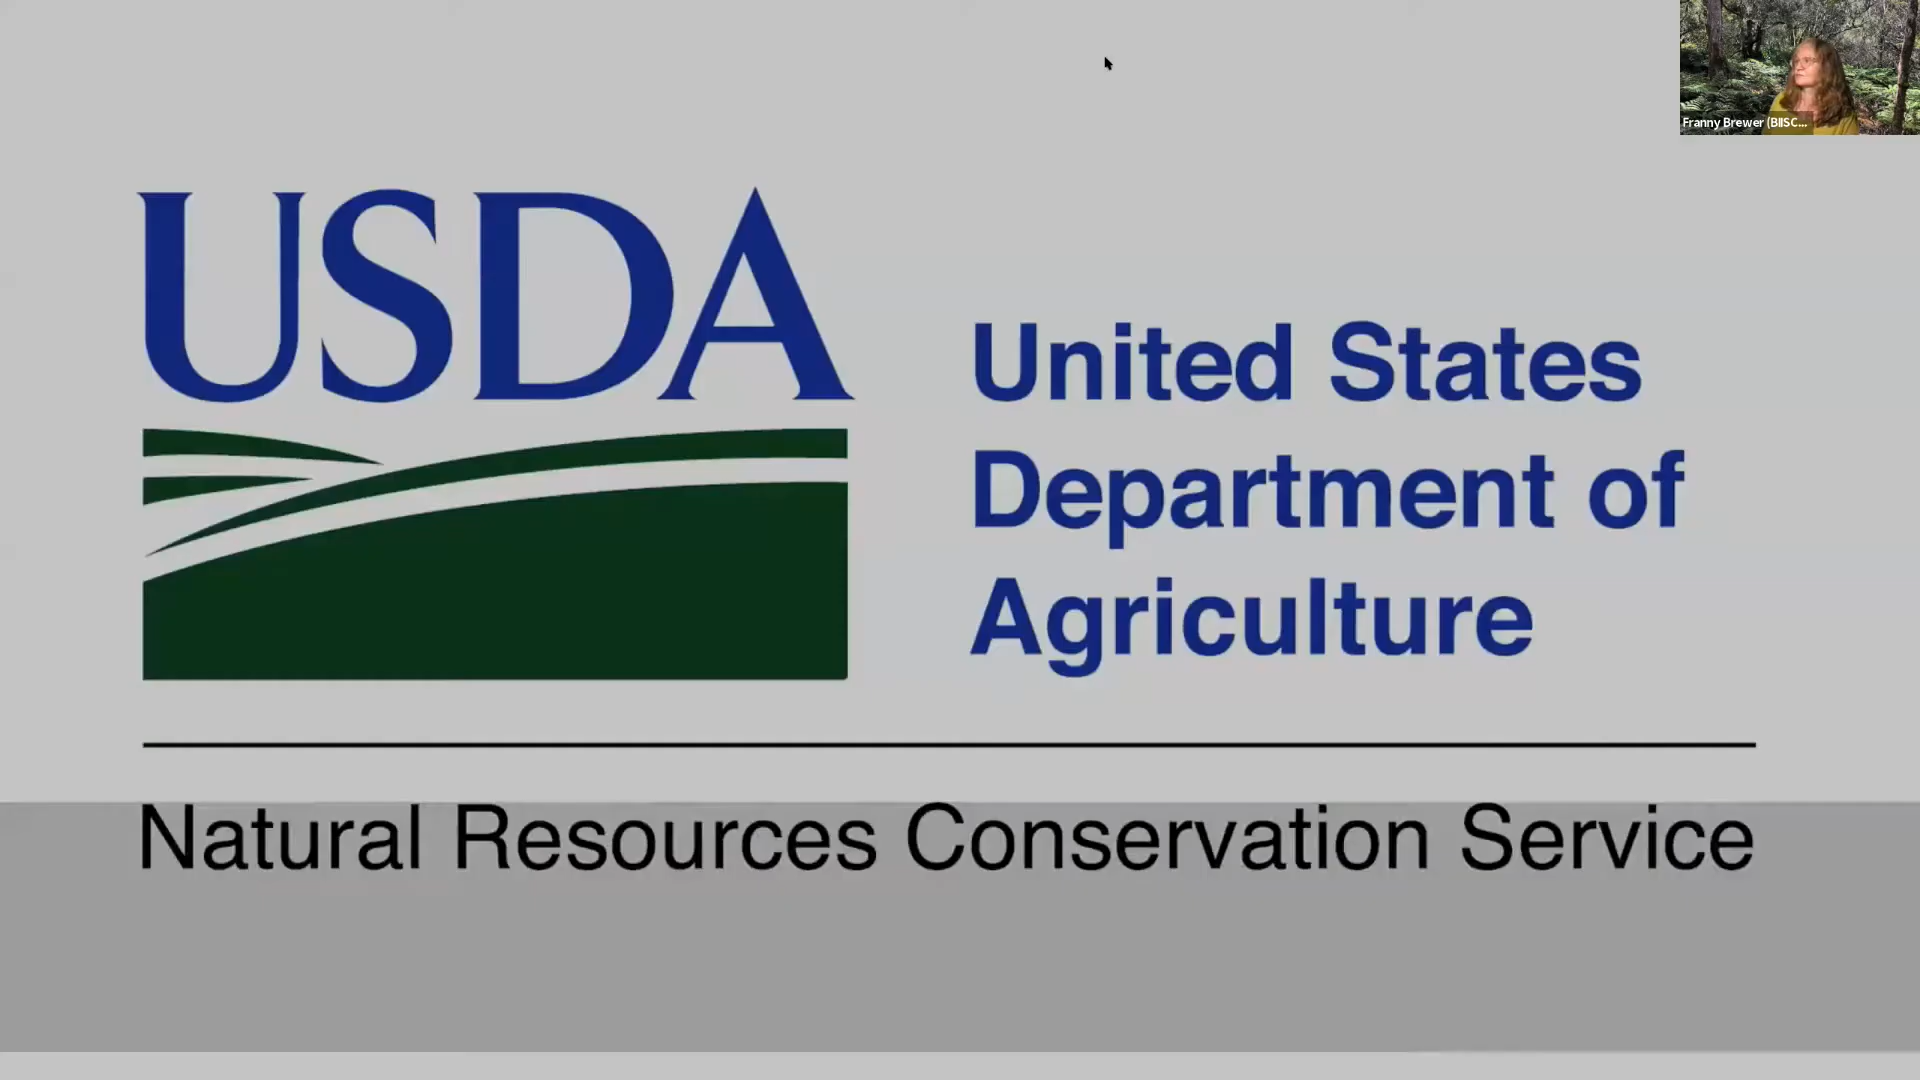 Franny Brewer (BIISC...
USDA
United States
Department of
Agriculture
Natural Resources Conservation Service